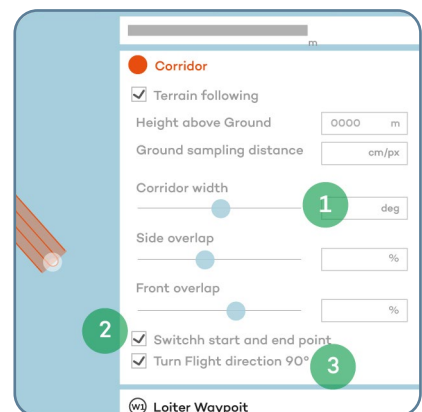 m
Corridor
Terrain following
Height above Ground 0000 m
Ground sampling distance cm/px
Corridor width
1 deg
Side overlap
%
Front overlap
%
2 Switchh start and end point
Turn Flight direction 90° 3
W1 Loiter Waypoit